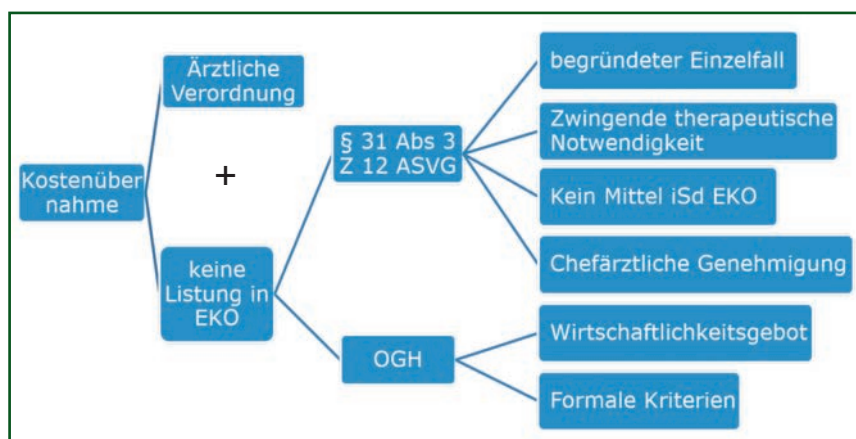 Kostenüber
nahme
Ärztliche
Verordnung
+
keine
Listung in
EKO
§ 31 Abs 3
Z 12 ASVG
OGH
begründeter Einzelfall
Zwingende therapeutische
Notwendigkeit
Kein Mittel iSd EKO
Chefärztliche Genehmigung
Wirtschaftlichkeitsgebot
Formale Kriterien